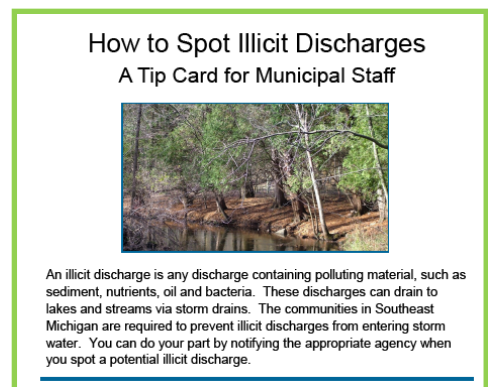 How to Spot Illicit Discharges
A Tip Card for Municipal Staff
An illicit discharge is any discharge containing polluting material, such as
sediment, nutrients, oil and bacteria.  These discharges can drain to
lakes and streams via storm drains.  The communities in Southeast
Michigan are required to prevent illicit discharges from entering storm
water.  You can do your part by notifying the appropriate agency when
you spot a potential illicit discharge.